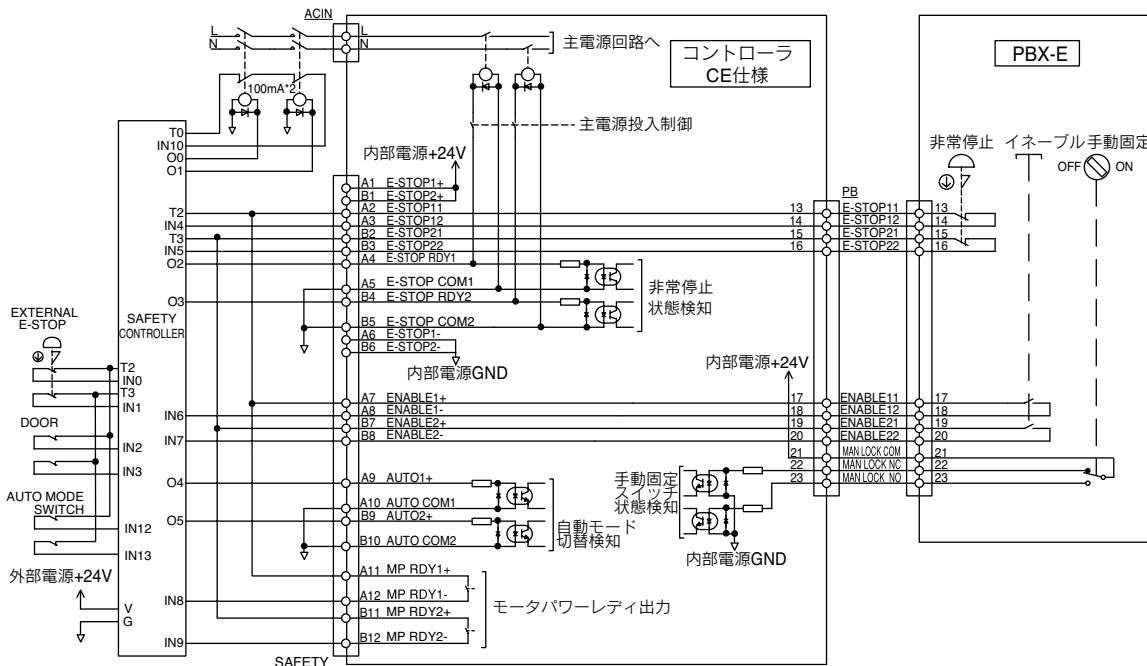 ACIN
L
N
L
N
主電源回路へ
コントローラ
CE仕様
PBX-E
100mA*2
主電源投入制御
内部電源+24V
非常停止 イネーブル 手動固定
OFF
ON
T0
IN10
O0
O1
A1 E-STOP1+
B1 E-STOP2+
T2
A2 E-STOP11
13
PB
E-STOP11
13
IN4
A3 E-STOP12
14
E-STOP12
14
T3
B2 E-STOP21
15
E-STOP21
15
IN5
B3 E-STOP22
16
E-STOP22
16
O2
A4 E-STOP RDY1
A5 E-STOP COM1
O3
B4 E-STOP RDY2
非常停止
状態検知
B5 E-STOP COM2
A6 E-STOP1-
B6 E-STOP2-
内部電源GND
EXTERNAL
E-STOP
SAFETY
CONTROLLER
T2
IN0
T3
IN1
内部電源+24V
A7 ENABLE1+
17
ENABLE11
17
IN6
A8 ENABLE1-
18
ENABLE12
18
B7 ENABLE2+
19
ENABLE21
19
IN7
B8 ENABLE2-
20
ENABLE22
20
21
MAN LOCK COM
21
22
MAN LOCK NC
22
23
MAN LOCK NO
23
DOOR
IN2
IN3
O4
A9 AUTO1+
手動固定
スイッチ
状態検知
AUTO MODE
SWITCH
A10 AUTO COM1
O5
B9 AUTO2+
自動モード
切替検知
IN12
B10 AUTO COM2
IN13
内部電源GND
外部電源+24V
A11 MP RDY1+
IN8
A12 MP RDY1-
モータパワーレディ出力
V
G
B11 MP RDY2+
IN9
B12 MP RDY2-
SAFETY